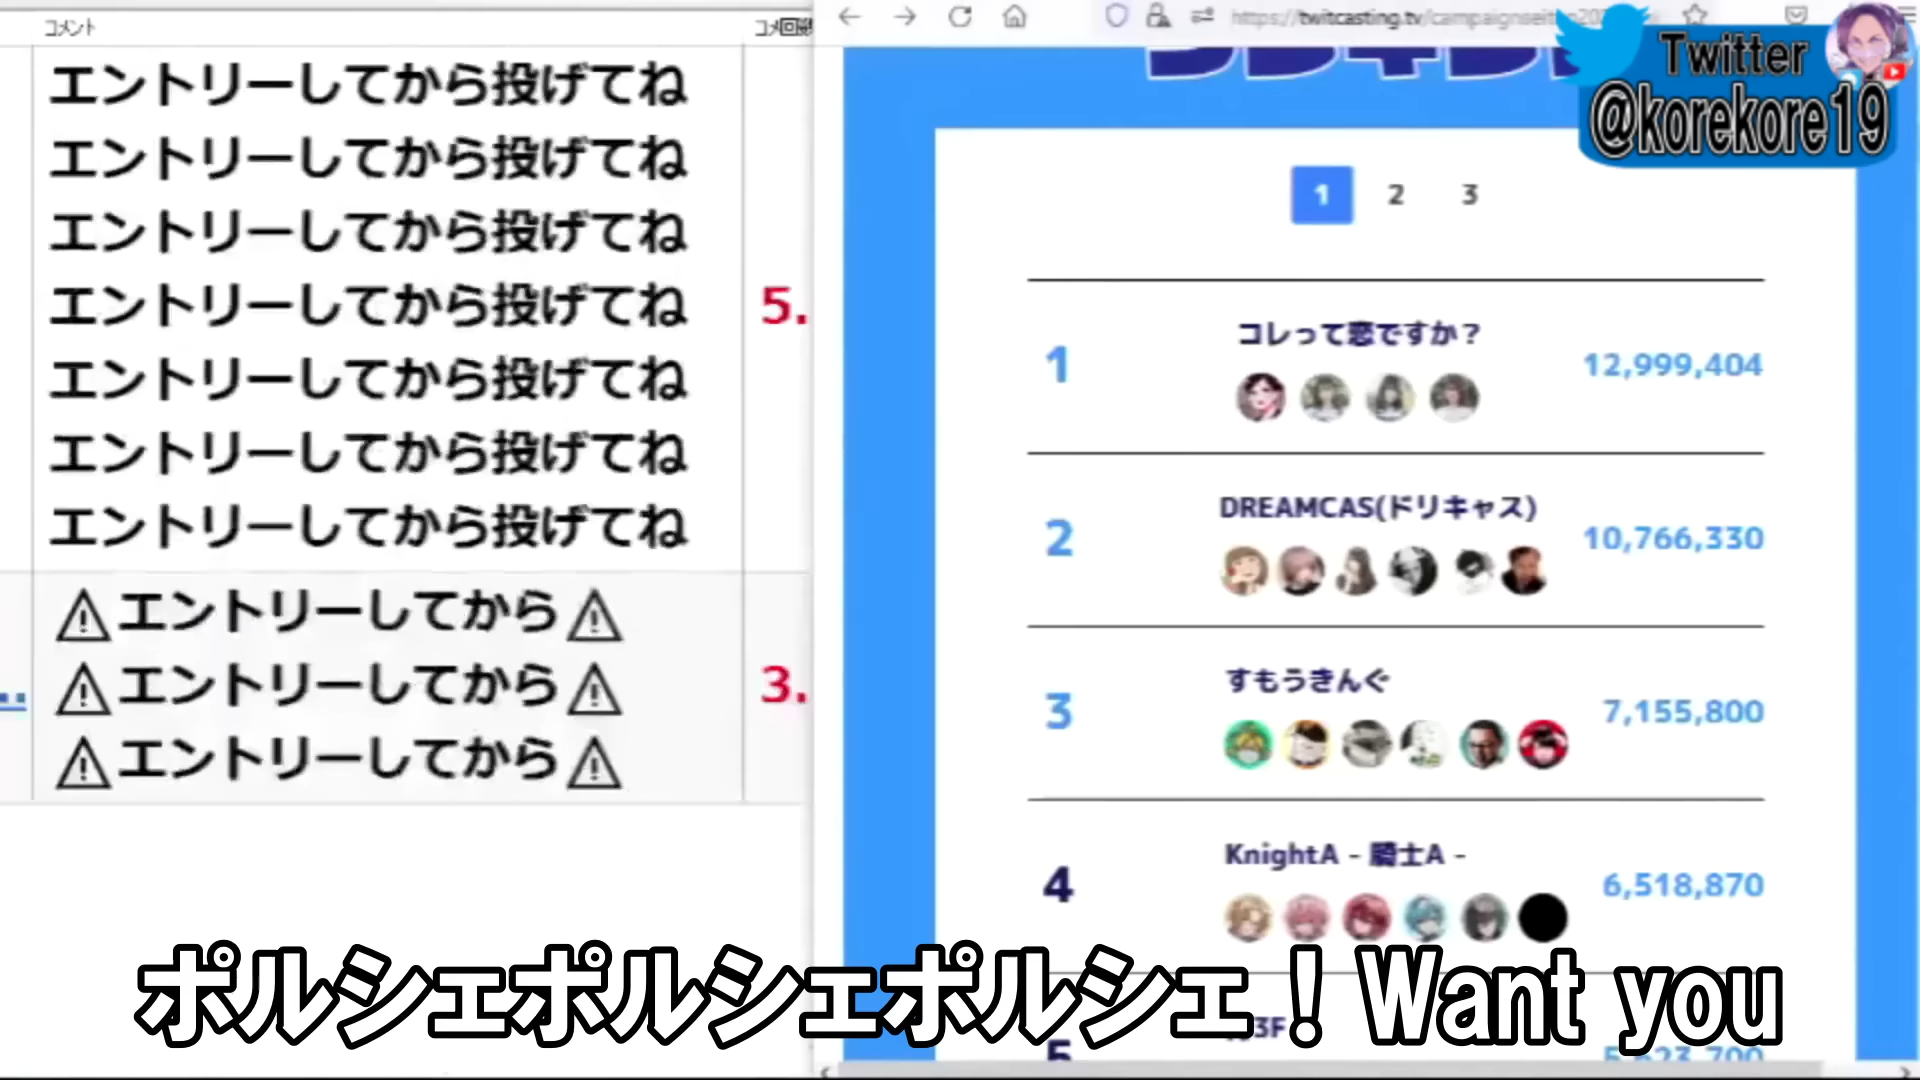 コメント
エントリーしてから投げてね
エントリーしてから投げてね
エントリーしてから投げてね
エントリーしてから投げてね
5.
エントリーしてから投げてね
エントリーしてから投げてね
エントリーしてから投げてね
⚠エントリーしてから⚠
⚠エントリーしてから⚠
3.
⚠エントリーしてから⚠
Twitter
@korekore19
1 2 3
1
コレって恋ですか？
12,999,404
2
DREAMCAS(ドリキャス)
10,766,330
3
すもうきんぐ
7,155,800
4
KnightA - 騎士A -
6,518,870
5
ポルシェポルシェポルシェ！Want you